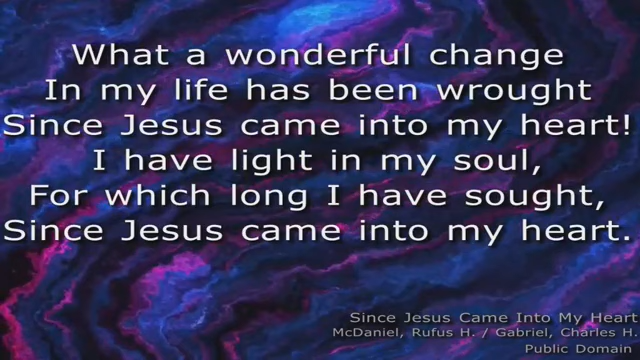 What a wonderful change
In my life has been wrought
Since Jesus came into my heart!
I have light in my soul,
For which long I have sought,
Since Jesus came into my heart.
Since Jesus Came Into My Heart
McDaniel, Rufus H. / Gabriel, Charles H.
Public Domain